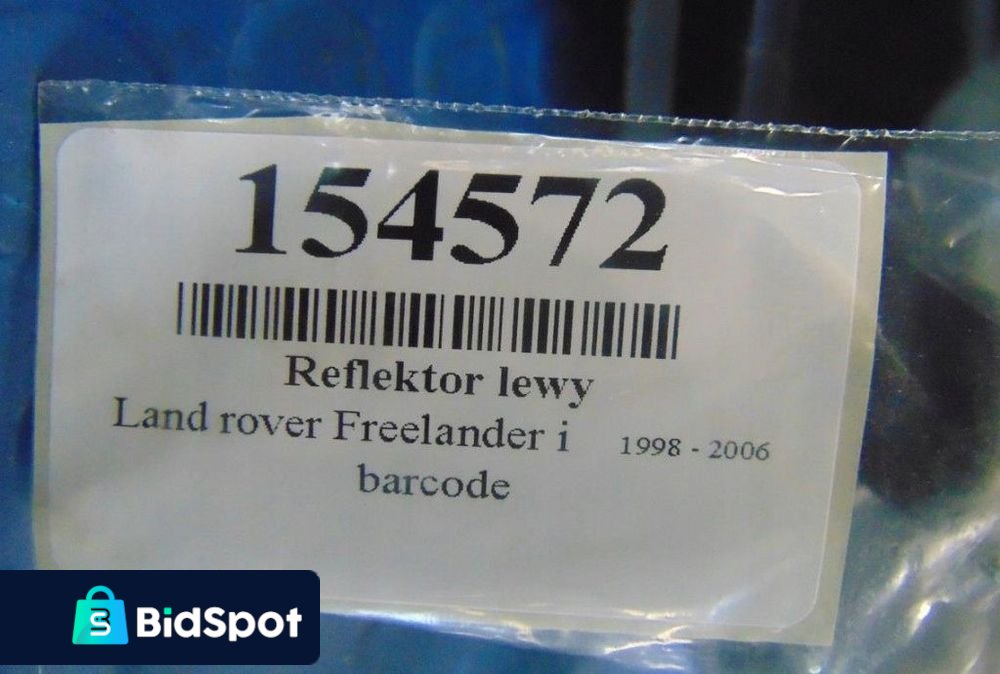 154572
Reflektor lewy
Land rover Freelander i 1998 - 2006
barcode
BidSpot